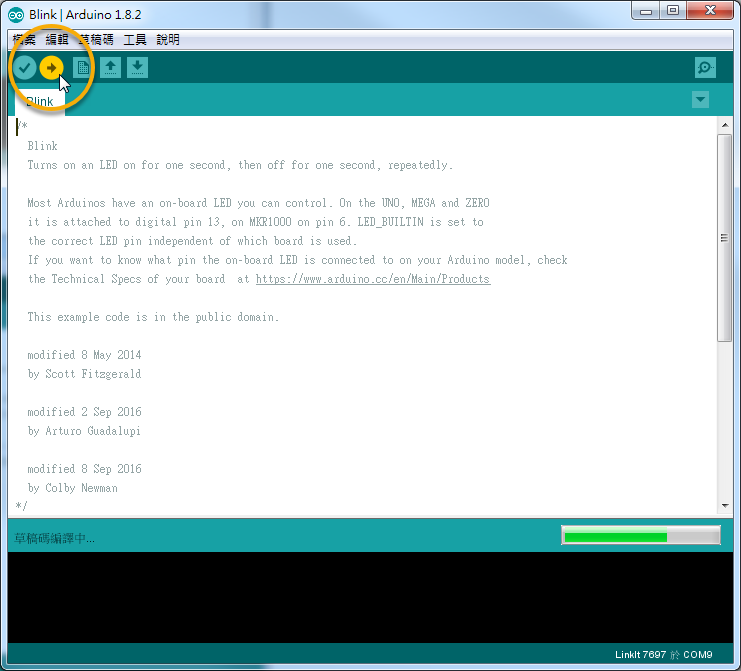 Blink | Arduino 1.8.2
檔案 編輯 草稿碼 工具 說明
Blink
/*
Blink
Turns on an LED on for one second, then off for one second, repeatedly.
Most Arduinos have an on-board LED you can control. On the UNO, MEGA and ZERO
it is attached to digital pin 13, on MKR1000 on pin 6. LED_BUILTIN is set to
the correct LED pin independent of which board is used.
If you want to know what pin the on-board LED is connected to on your Arduino model, check
the Technical Specs of your board  at https://www.arduino.cc/en/Main/Products
This example code is in the public domain.
modified 8 May 2014
by Scott Fitzgerald
modified 2 Sep 2016
by Arturo Guadalupi
modified 8 Sep 2016
by Colby Newman
*/
草稿碼編譯中...
LinkIt 7697 於 COM9